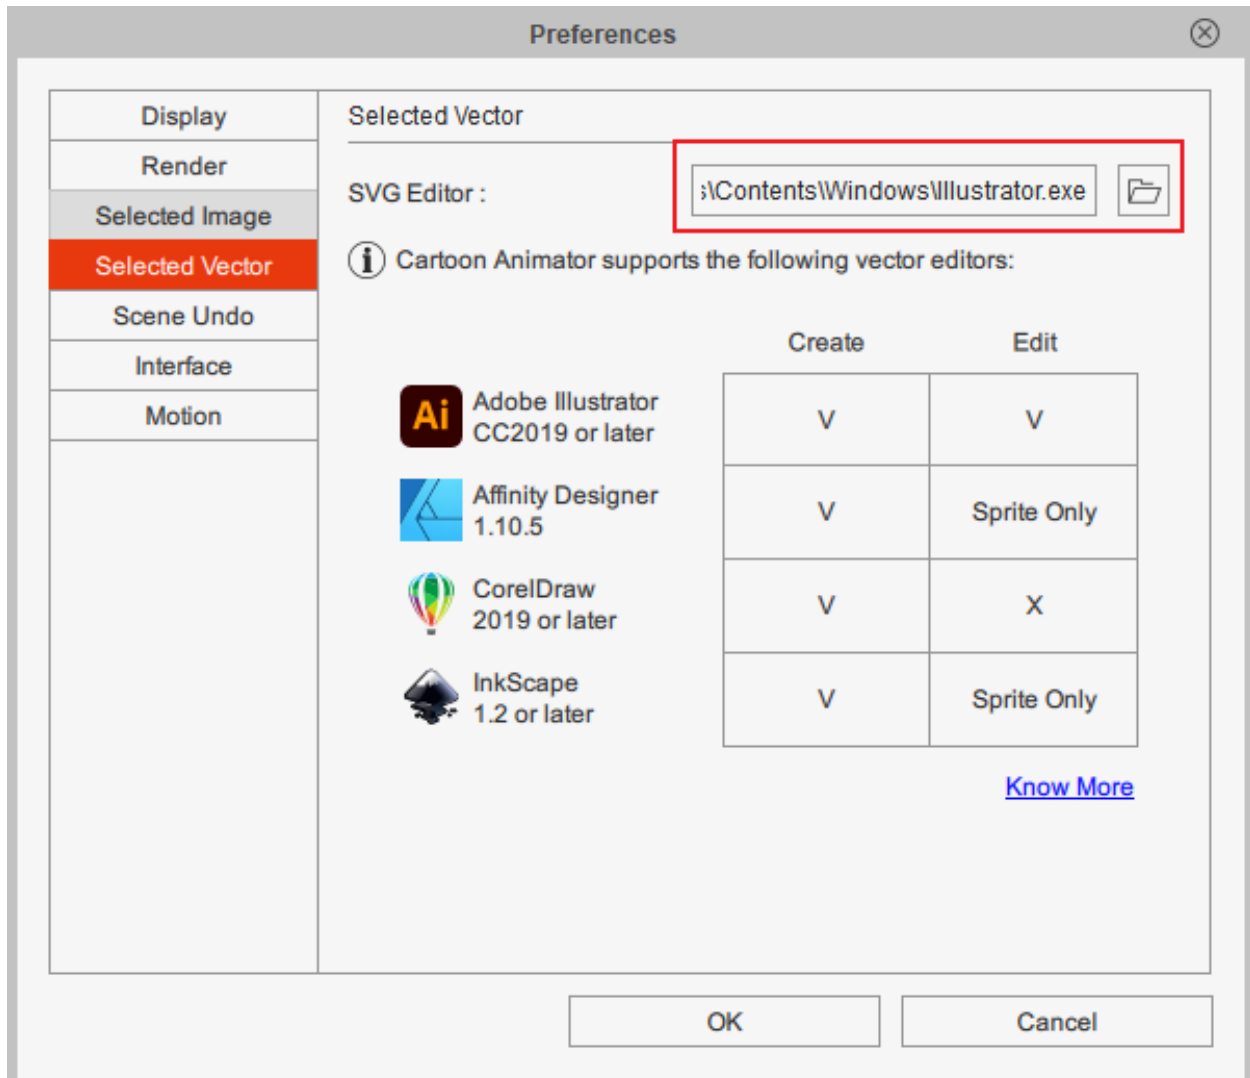 Preferences
Display
Render
Selected Image
Selected Vector
Scene Undo
Interface
Motion
Selected Vector
SVG Editor :
s\Contents\Windows\Illustrator.exe
Cartoon Animator supports the following vector editors:
Create Edit
Ai Adobe Illustrator
CC2019 or later
V V
Affinity Designer
1.10.5
V Sprite Only
CorelDraw
2019 or later
V X
InkScape
1.2 or later
V Sprite Only
Know More
OK Cancel